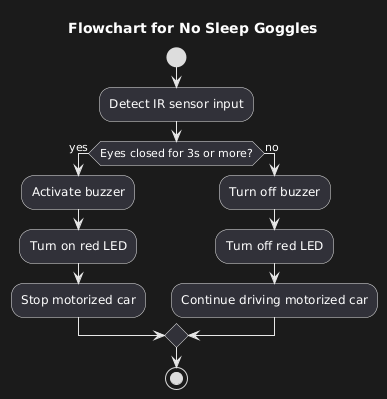 Flowchart for No Sleep Goggles
Detect IR sensor input
yes
Eyes closed for 3s or more?
no
Activate buzzer
Turn off buzzer
Turn on red LED
Turn off red LED
Stop motorized car
Continue driving motorized car